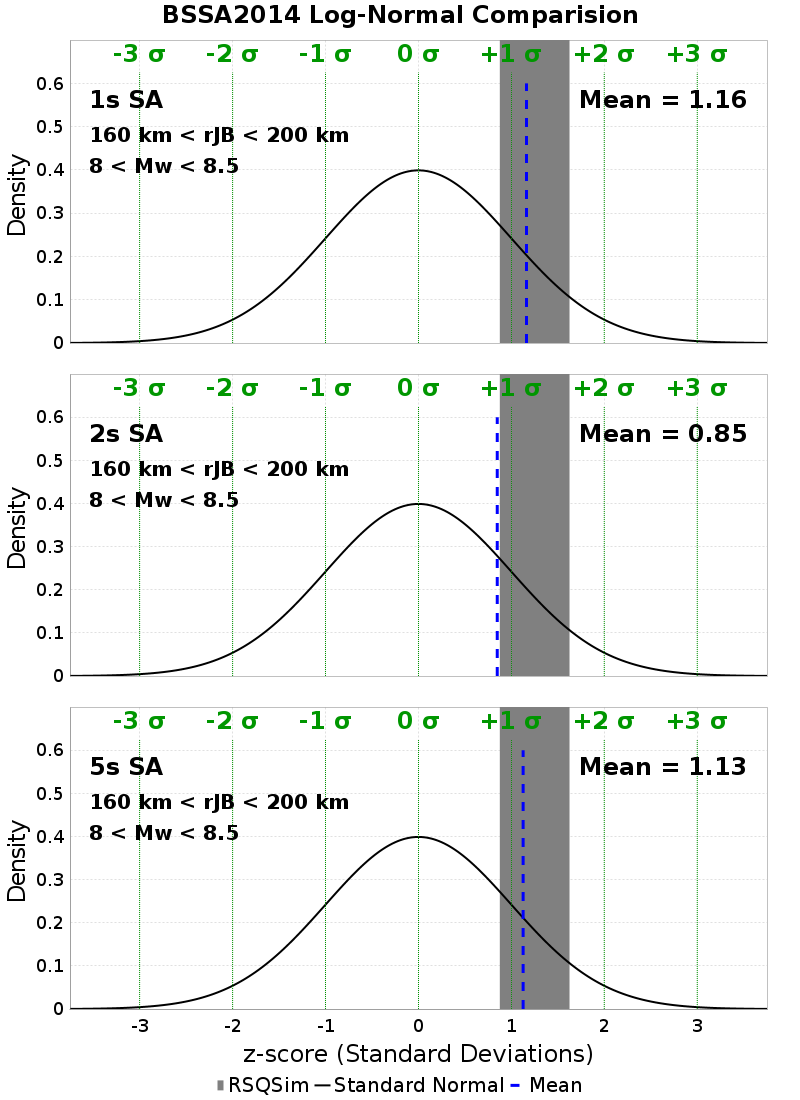 BSSA2014 Log-Normal Comparision
-3 σ -2 σ -1 σ 0 σ +1 σ +2 σ +3 σ
0.6
1s SA Mean = 1.16
0.5
160 km < rJB < 200 km
8 < Mw < 8.5
0.4
0.3
0.2
0.1
0
Density
-3 σ -2 σ -1 σ 0 σ +1 σ +2 σ +3 σ
0.6
2s SA Mean = 0.85
0.5
160 km < rJB < 200 km
8 < Mw < 8.5
0.4
0.3
0.2
0.1
0
Density
-3 σ -2 σ -1 σ 0 σ +1 σ +2 σ +3 σ
0.6
5s SA Mean = 1.13
0.5
160 km < rJB < 200 km
8 < Mw < 8.5
0.4
0.3
0.2
0.1
0
Density
-3 -2 -1 0 1 2 3
z-score (Standard Deviations)
RSQSim Standard Normal Mean